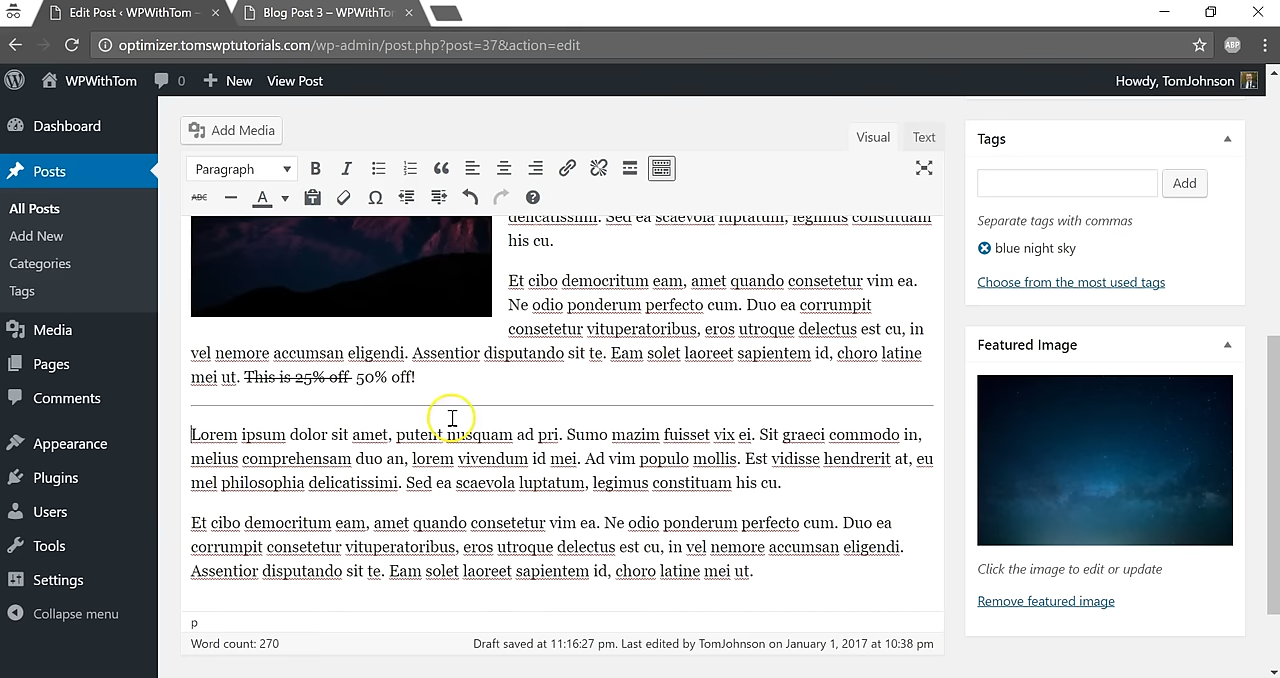 Edit Post ‹ WPWithTom –
Blog Post 3 – WPWithTo
optimizer.tomswptutorials.com/wp-admin/post.php?post=37&action=edit
ABP
WPWithTom
0
New
View Post
Howdy, TomJohnson
Dashboard
Posts
All Posts
Add New
Categories
Tags
Media
Pages
Comments
Appearance
Plugins
Users
Tools
Settings
Collapse menu
Add Media
Visual
Text
Paragraph
B
I
ABC
A
Ω
delicatissimi. Sed ea scaevola luptatum, legimus constituam
his cu.
Et cibo democritum eam, amet quando consetetur vim ea.
Ne odio ponderum perfecto cum. Duo ea corrumpit
consetetur vituperatoribus, eros utroque delectus est cu, in
vel nemore accumsan eligendi. Assentior disputando sit te. Eam solet laoreet sapientem id, choro latine
mei ut. This is 25% off 50% off!
Lorem ipsum dolor sit amet, putent nusquam ad pri. Sumo mazim fuisset vix ei. Sit graeci commodo in,
melius comprehensam duo an, lorem vivendum id mei. Ad vim populo mollis. Est vidisse hendrerit at, eu
mel philosophia delicatissimi. Sed ea scaevola luptatum, legimus constituam his cu.
Et cibo democritum eam, amet quando consetetur vim ea. Ne odio ponderum perfecto cum. Duo ea
corrumpit consetetur vituperatoribus, eros utroque delectus est cu, in vel nemore accumsan eligendi.
Assentior disputando sit te. Eam solet laoreet sapientem id, choro latine mei ut.
p
Word count: 270
Draft saved at 11:16:27 pm. Last edited by TomJohnson on January 1, 2017 at 10:38 pm
Tags
Add
Separate tags with commas
blue night sky
Choose from the most used tags
Featured Image
Click the image to edit or update
Remove featured image